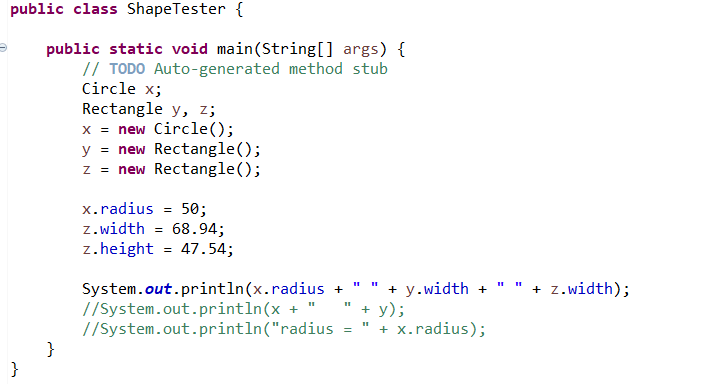 public class ShapeTester {
public static void main(String[] args) {
// TODO Auto-generated method stub
Circle x;
Rectangle y, z;
x = new Circle();
y = new Rectangle();
z = new Rectangle();
x.radius = 50;
z.width = 68.94;
z.height = 47.54;
System.out.println(x.radius + " " + y.width + " " + z.width);
//System.out.println(x + "   " + y);
//System.out.println("radius = " + x.radius);
}
}